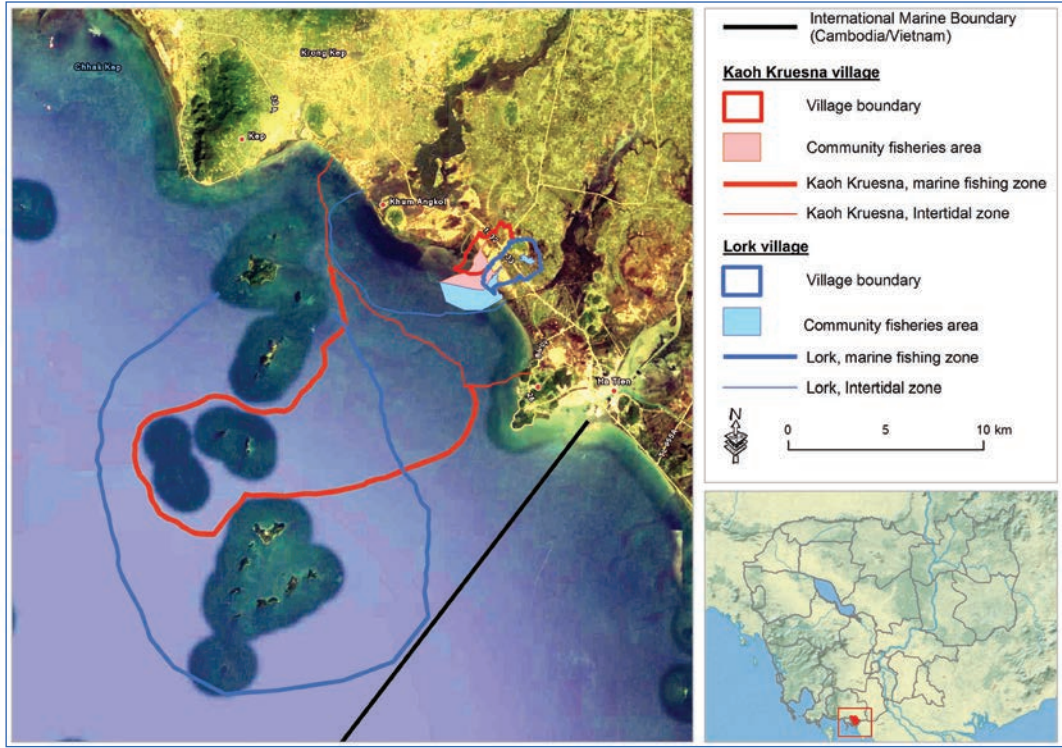 Chhak Kep
Krong Kep
Kep
Kham Angkol
Ha Tien
International Marine Boundary
(Cambodia/Vietnam)
Kaoh Kruesna village
Village boundary
Community fisheries area
Kaoh Kruesna, marine fishing zone
Kaoh Kruesna, Intertidal zone
Lork village
Village boundary
Community fisheries area
Lork, marine fishing zone
Lork, Intertidal zone
N
0 5 10 km